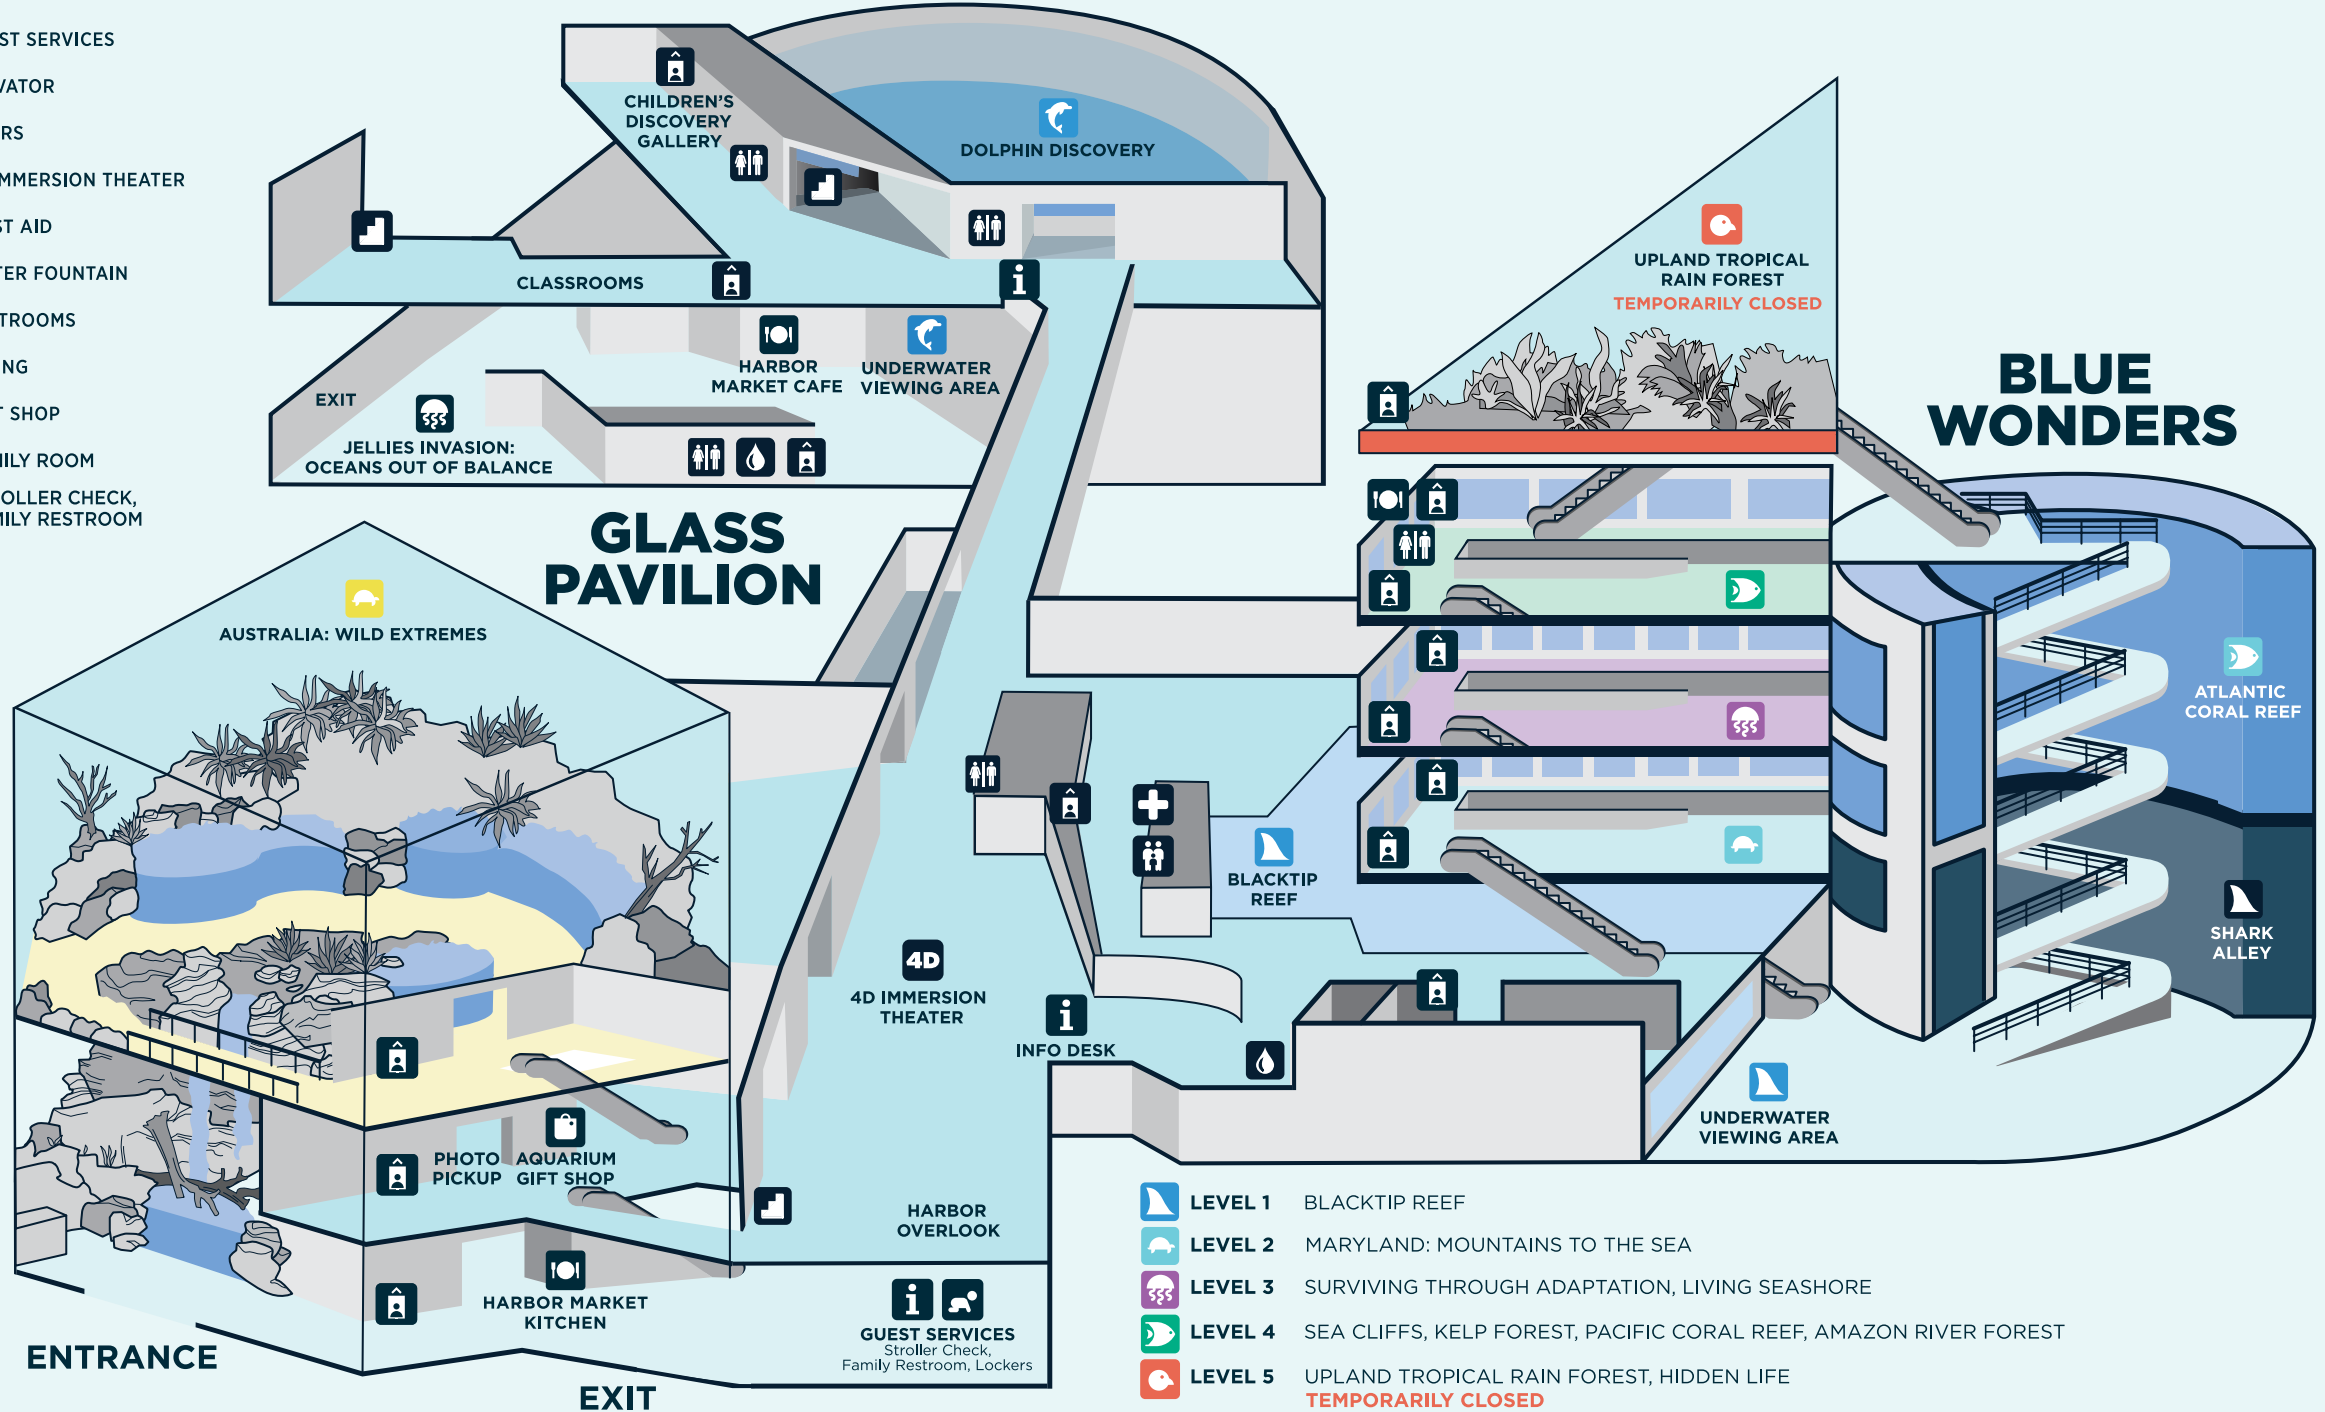 ST SERVICES
VATOR
RS
MMERSION THEATER
ST AID
TER FOUNTAIN
TROOMS
NG
T SHOP
MILY ROOM
OLLER CHECK,
MILY RESTROOM
CHILDREN'S
DISCOVERY
GALLERY
DOLPHIN DISCOVERY
CLASSROOMS
i
HARBOR
MARKET CAFE
UNDERWATER
VIEWING AREA
EXIT
JELLIES INVASION:
OCEANS OUT OF BALANCE
UPLAND TROPICAL
RAIN FOREST
TEMPORARILY CLOSED
BLUE
WONDERS
GLASS
PAVILION
AUSTRALIA: WILD EXTREMES
ATLANTIC
CORAL REEF
BLACKTIP
REEF
SHARK
ALLEY
4D
4D IMMERSION
THEATER
i
INFO DESK
UNDERWATER
VIEWING AREA
PHOTO
PICKUP
AQUARIUM
GIFT SHOP
HARBOR
OVERLOOK
HARBOR MARKET
KITCHEN
i
GUEST SERVICES
Stroller Check,
Family Restroom, Lockers
ENTRANCE
EXIT
LEVEL 1 BLACKTIP REEF
LEVEL 2 MARYLAND: MOUNTAINS TO THE SEA
LEVEL 3 SURVIVING THROUGH ADAPTATION, LIVING SEASHORE
LEVEL 4 SEA CLIFFS, KELP FOREST, PACIFIC CORAL REEF, AMAZON RIVER FOREST
LEVEL 5 UPLAND TROPICAL RAIN FOREST, HIDDEN LIFE
TEMPORARILY CLOSED